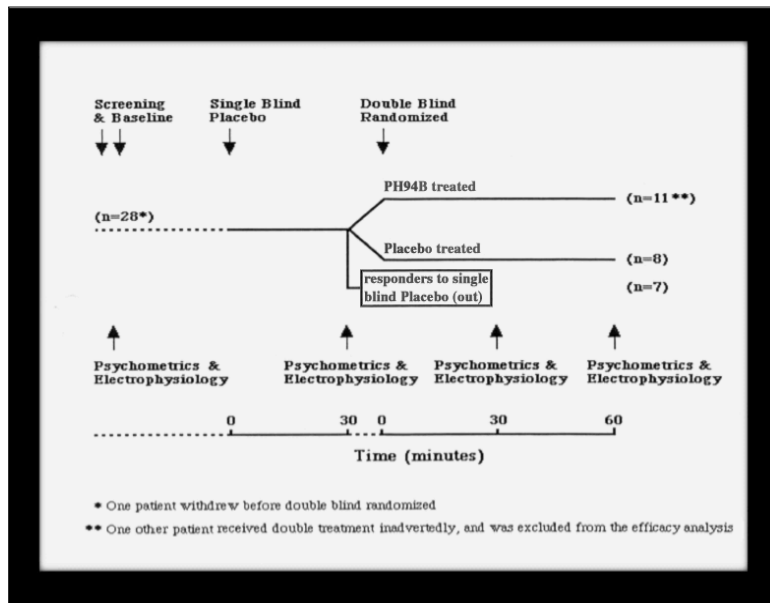 Screening
& Baseline
Single Blind
Placebo
Double Blind
Randomized
PH94B treated
(n=11**)
(n=28*)
Placebo treated
(n=8)
responders to single
blind Placebo (out)
(n=7)
Psychometrics &
Electrophysiology
Psychometrics &
Electrophysiology
Psychometrics &
Electrophysiology
Psychometrics &
Electrophysiology
0 30 0 30 60
Time (minutes)
* One patient withdrew before double blind randomized
** One other patient received double treatment inadvertently, and was excluded from the efficacy analysis